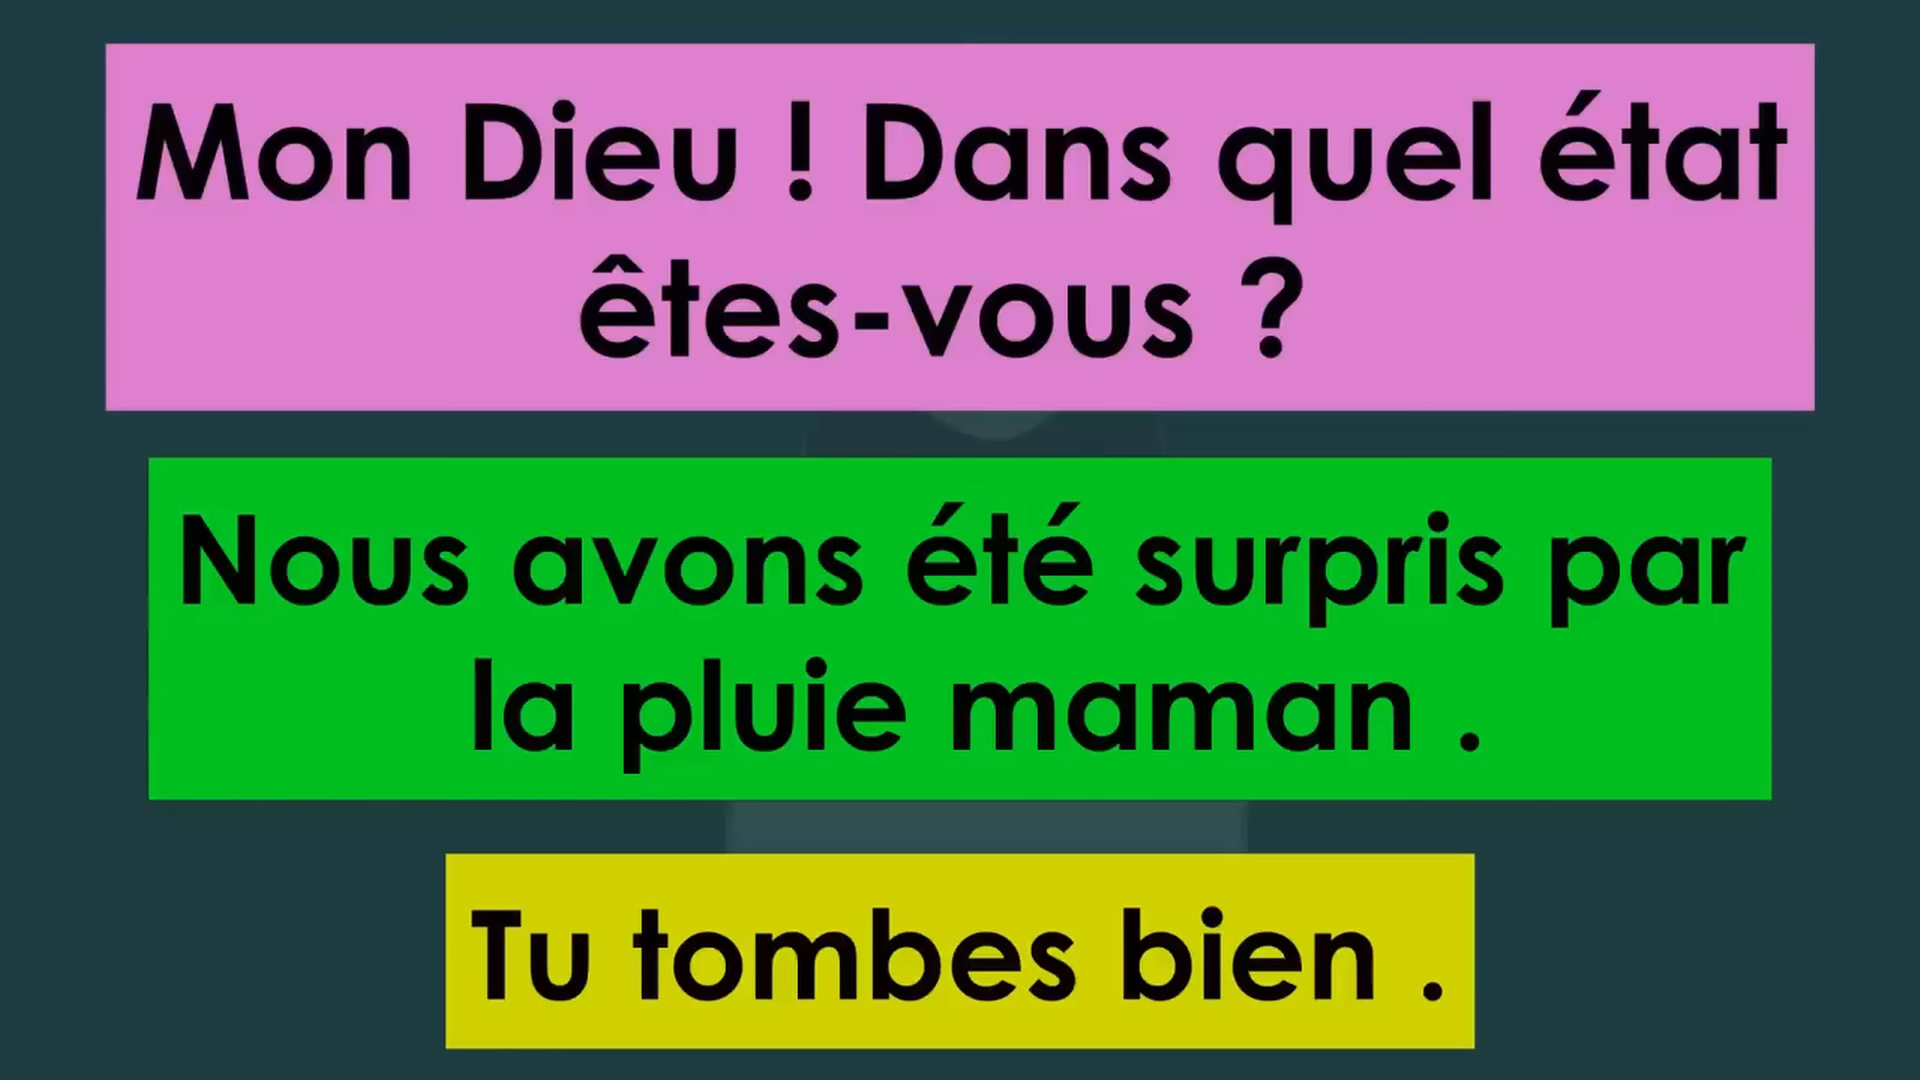 Mon Dieu ! Dans quel état
êtes-vous ?
Nous avons été surpris par
la pluie maman .
Tu tombes bien .